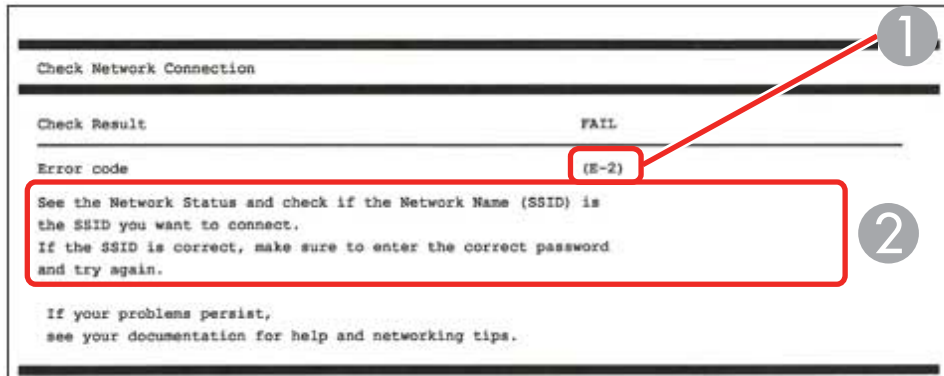 1
Check Network Connection
Check Result FAIL
Error code (E-2)
See the Network Status and check if the Network Name (SSID) is
the SSID you want to connect.
If the SSID is correct, make sure to enter the correct password
and try again.
2
If your problems persist,
see your documentation for help and networking tips.